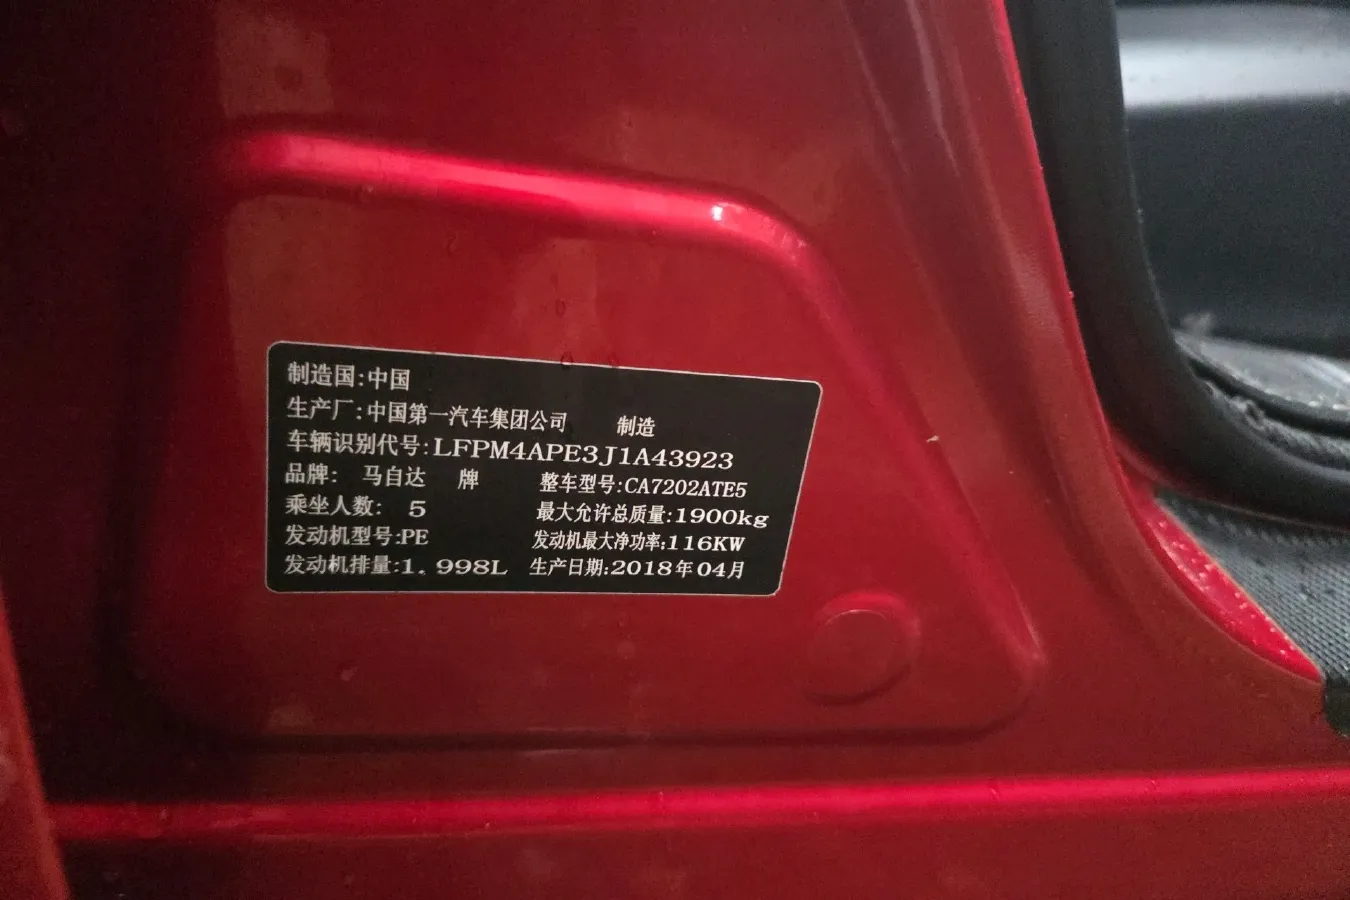 制造国:中国
生产厂:中国第一汽车集团公司 制造
车辆识别代号:LFPM4APE3J1A43923
品牌: 马自达 牌 整车型号:CA7202ATE5
乘坐人数: 5 最大允许总质量:1900kg
发动机型号:PE 发动机最大净功率:116KW
发动机排量:1. 998L 生产日期:2018年04月